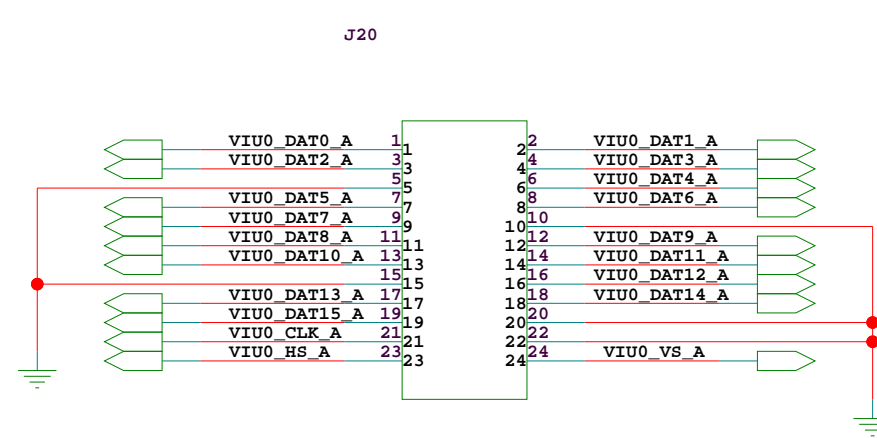 J20
VIU0_DAT0_A 1 1 2 2 VIU0_DAT1_A
VIU0_DAT2_A 3 3 4 4 VIU0_DAT3_A
5 5 6 6 VIU0_DAT4_A
VIU0_DAT5_A 7 7 8 8 VIU0_DAT6_A
VIU0_DAT7_A 9 9 10 10
VIU0_DAT8_A 11 11 12 12 VIU0_DAT9_A
VIU0_DAT10_A 13 13 14 14 VIU0_DAT11_A
15 15 16 16 VIU0_DAT12_A
VIU0_DAT13_A 17 17 18 18 VIU0_DAT14_A
VIU0_DAT15_A 19 19 20 20
VIU0_CLK_A 21 21 22 22
VIU0_HS_A 23 23 24 24 VIU0_VS_A